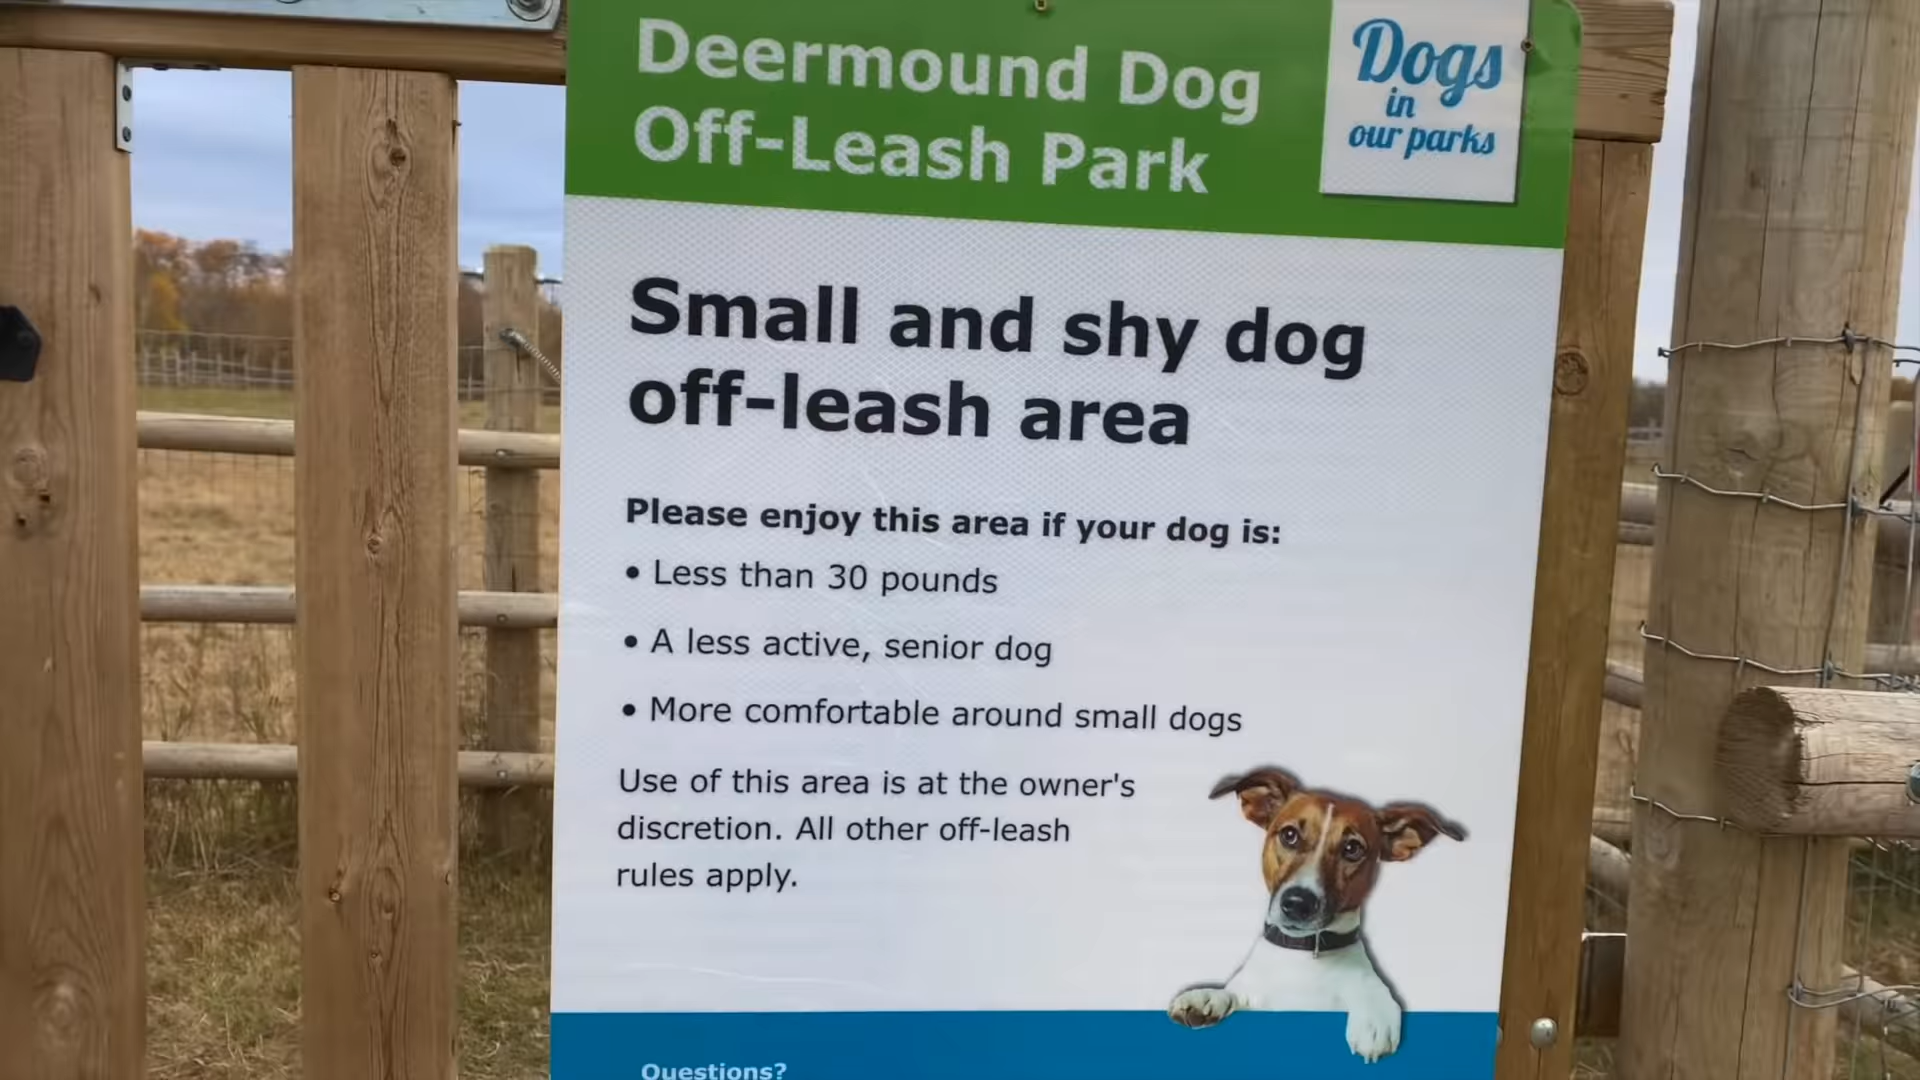 Deermound Dog
Off-Leash Park
Dogs
in
our parks
Small and shy dog
off-leash area
Please enjoy this area if your dog is:
• Less than 30 pounds
• A less active, senior dog
• More comfortable around small dogs
Use of this area is at the owner's
discretion. All other off-leash
rules apply.
Questions?